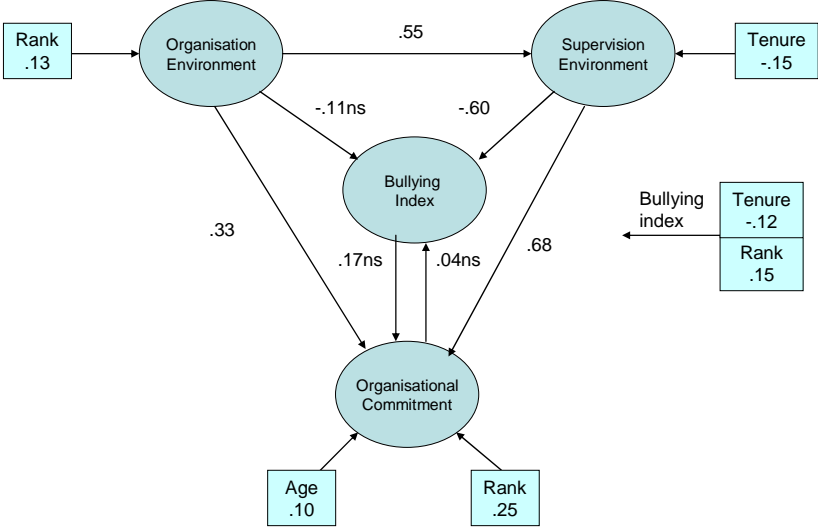 Rank
.13
Organisation
Environment
.55
Supervision
Environment
Tenure
-.15
-.11ns
-.60
Bullying
Index
.33
.17ns
.04ns
.68
Bullying
index
Tenure
-.12
Rank
.15
Organisational
Commitment
Age
.10
Rank
.25